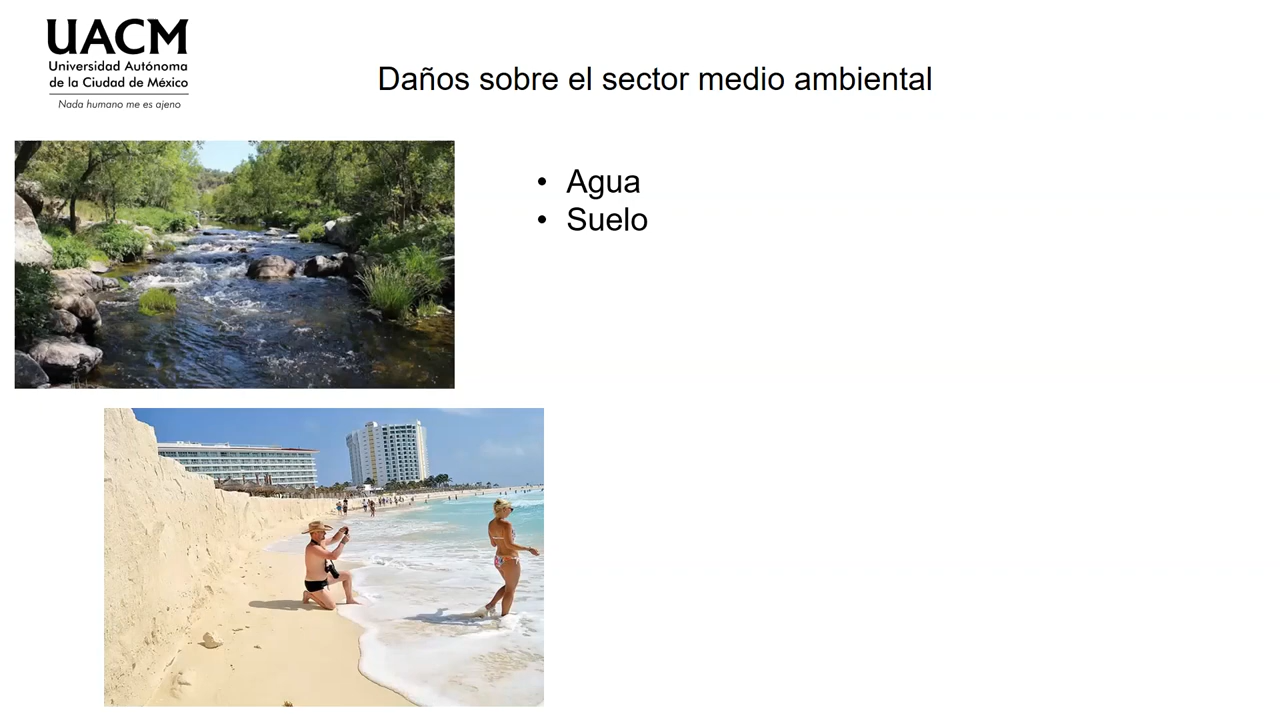 UACM
Universidad Autónoma
de la Ciudad de México
Nada humano me es ajeno
Daños sobre el sector medio ambiental
• Agua
• Suelo